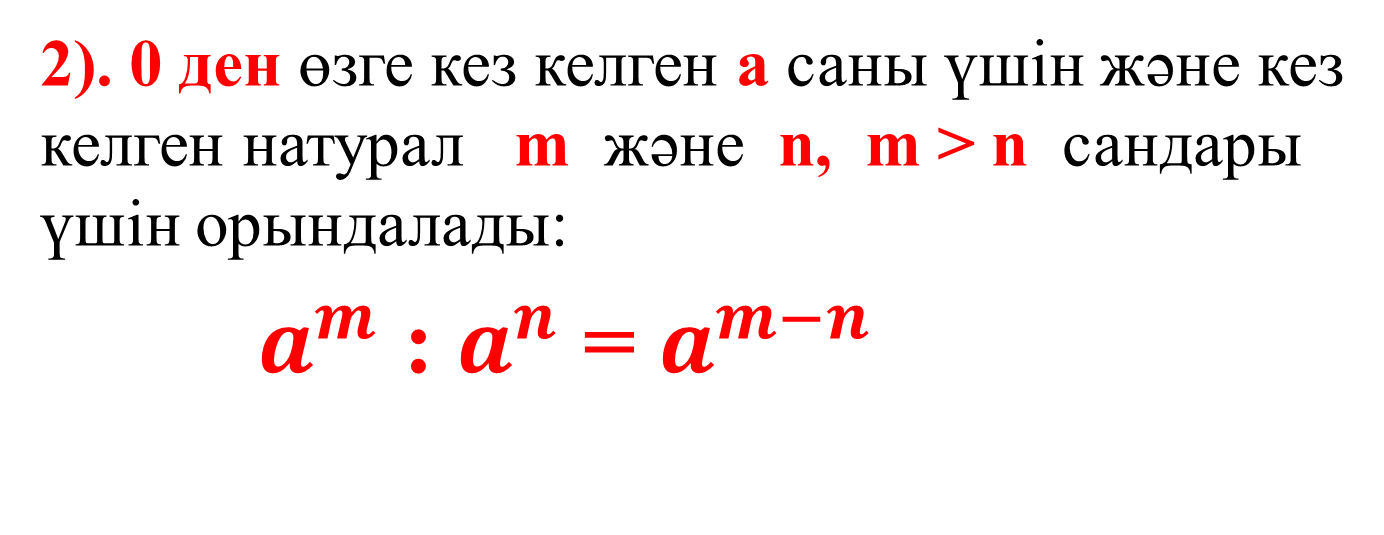 2). 0 ден өзге кез келген а саны үшін және кез
келген натурал m және n, m > n сандары
үшін орындалады:
𝒂ᵐ : 𝒂ⁿ = 𝒂ᵐ⁻ⁿ